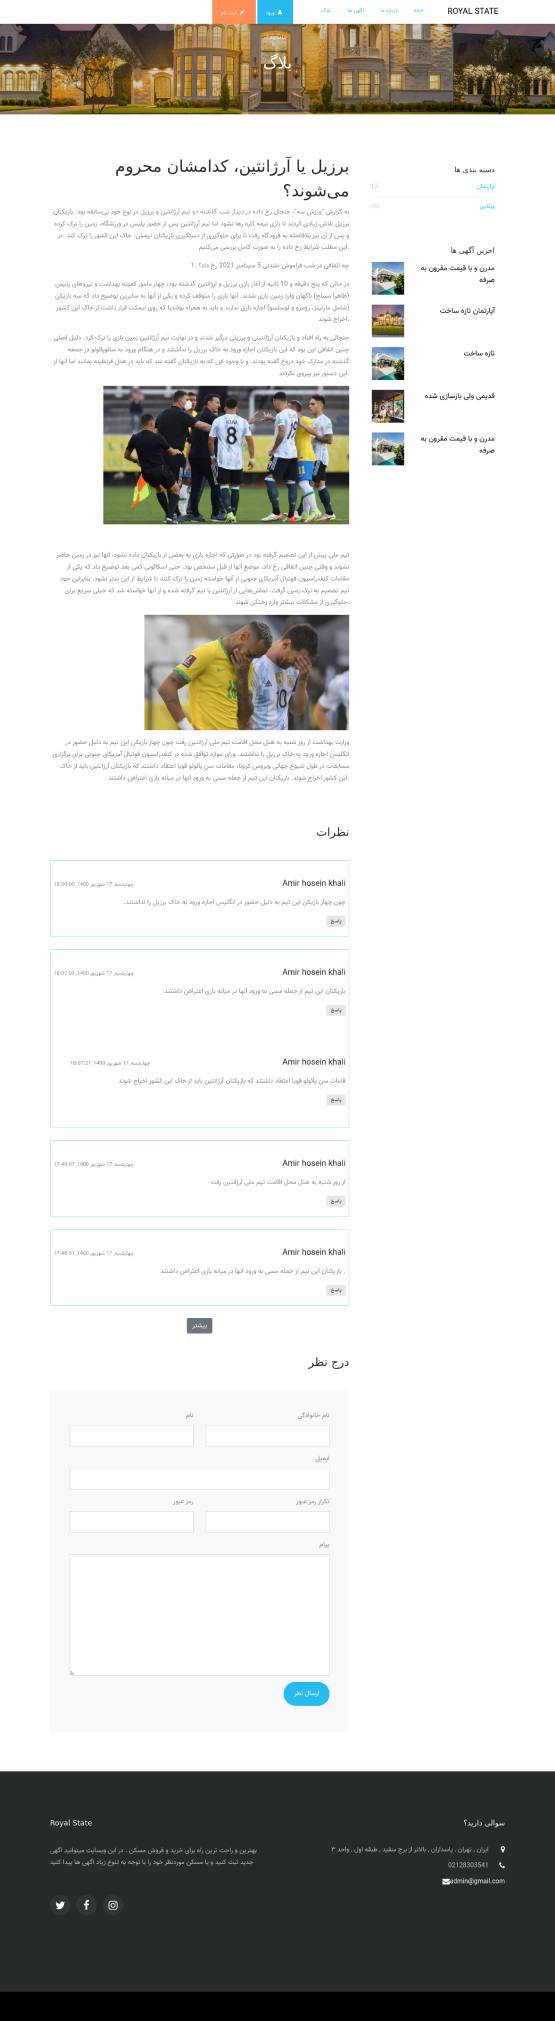 ROYAL STATE
خانه
درباره ما
آگهی ها
بلاگ
ورود
ثبت نام
بلاگ
دسته بندی ها
آپارتمان
(3)
ویلایی
(6)
آخرین آگهی ها
مدرن و با قیمت مقرون به
صرفه
آپارتمان تازه ساخت
تازه ساخت
قدیمی ولی بازسازی شده
مدرن و با قیمت مقرون به
صرفه
برزیل یا آرژانتین، کدامشان محروم
می‌شوند؟
به گزارش "ورزش سه"، جنجال رخ داده در دیدار شب گذشته دو تیم آرژانتین و برزیل در نوع خود بی‌سابقه بود. بازیکنان
برزیل تلاش زیادی کردند تا بازی نیمه کاره رها نشود اما تیم آرژانتین پس از حضور پلیس در ورزشگاه، زمین را ترک کرده
و پس از آن نیز بلافاصله به فرودگاه رفت تا برای جلوگیری از دستگیری بازیکنان تیمش، خاک این کشور را ترک کند. در
.این مطلب شرایط رخ داده را به صورت کامل بررسی می‌کنیم
چه اتفاقی در شب فراموش نشدنی 5 سپتامبر 2021 رخ داد؟ .1
در حالی که پنج دقیقه و 10 ثانیه از آغاز بازی برزیل و آرژانتین گذشته بود، چهار مامور کمیته بهداشت و نیروهای پلیس
(ظاهرا مسلح) ناگهان وارد زمین بازی شدند. آنها بازی را متوقف کرده و یکی از آنها به سایرین توضیح داد که سه بازیکن
(شامل مارتینز، رومرو و لوسلسو) اجازه بازی ندارند و باید به همراه بوئندیا که روی نیمکت قرار داشت از خاک این کشور
.اخراج شوند
جنجالی به راه افتاد و بازیکنان آرژانتینی و برزیلی درگیر شدند و در نهایت تیم آرژانتین زمین بازی را ترک کرد. دلیل اصلی
چنین اتفاقی این بود که این بازیکنان اجازه ورود به خاک برزیل را نداشتند و در هنگام ورود به سائوپائولو در جمعه
گذشته در مدارک خود دروغ گفته بودند. و با وجود این که به بازیکنان گفته شد که باید در هتل قرنطینه بمانند اما آنها از
.این دستور نیز پیروی نکردند
تیم ملی پیش از این تصمیم گرفته بود در صورتی که اجازه بازی به بعضی از بازیکنان داده نشود، آنها نیز در زمین حاضر
نشوند و وقتی چنین اتفاقی رخ داد، موضع آنها از قبل مشخص بود. حتی اسکالونی کمی بعد توضیح داد که یکی از
مقامات کنفدراسیون فوتبال آمریکای جنوبی از آنها خواسته زمین را ترک کنند تا شرایط از این بدتر نشود. بنابراین خود
تیم تصمیم به ترک زمین گرفت. تماس‌هایی از آرژانتین با تیم گرفته شده و از آنها خواسته شد که خیلی سریع برای
.جلوگیری از مشکلات بیشتر وارد رختکن شوند
وزارت بهداشت از روز شنبه به هتل محل اقامت تیم ملی آرژانتین رفت چون چهار بازیکن این تیم به دلیل حضور در
انگلیس اجازه ورود به خاک برزیل را نداشتند. ورای موارد توافق شده در کنفدراسیون فوتبال آمریکای جنوبی برای برگزاری
مسابقات در طول شیوع جهانی ویروس کرونا، مقامات سن پائولو قویا اعتقاد داشتند که بازیکنان آرژانتین باید از خاک
.این کشور اخراج شوند. بازیکنان این تیم از جمله مسی به ورود آنها در میانه بازی اعتراض داشتند
نظرات
Amir hosein khali
چهارشنبه, 17 شهریور 1400, 18:09:00
چون چهار بازیکن این تیم به دلیل حضور در انگلیس اجازه ورود به خاک برزیل را نداشتند.
پاسخ
Amir hosein khali
چهارشنبه, 17 شهریور 1400, 18:07:03
بازیکنان این تیم از جمله مسی به ورود آنها در میانه بازی اعتراض داشتند
پاسخ
Amir hosein khali
چهارشنبه, 17 شهریور 1400, 18:07:21
قامات سن پائولو قویا اعتقاد داشتند که بازیکنان آرژانتین باید از خاک این کشور اخراج شوند
پاسخ
Amir hosein khali
چهارشنبه, 17 شهریور 1400, 17:49:07
از روز شنبه به هتل محل اقامت تیم ملی آرژانتین رفت
پاسخ
Amir hosein khali
چهارشنبه, 17 شهریور 1400, 17:48:51
. بازیکنان این تیم از جمله مسی به ورود آنها در میانه بازی اعتراض داشتند
پاسخ
بیشتر
درج نظر
نام خانوادگی
نام
ایمیل
تکرار رمز عبور
رمز عبور
پیام
ارسال نظر
سوالی دارید؟
ایران , تهران , پاسداران , بالاتر از برج سفید , طبقه اول , واحد ۳
02128303541
admin@gmail.com
Royal State
بهترین و راحت ترین راه برای خرید و فروش مسکن . در این وبسایت میتوانید آگهی
جدید ثبت کنید و یا مسکن موردنظر خود را با توجه به تنوع زیاد آگهی ها پیدا کنید